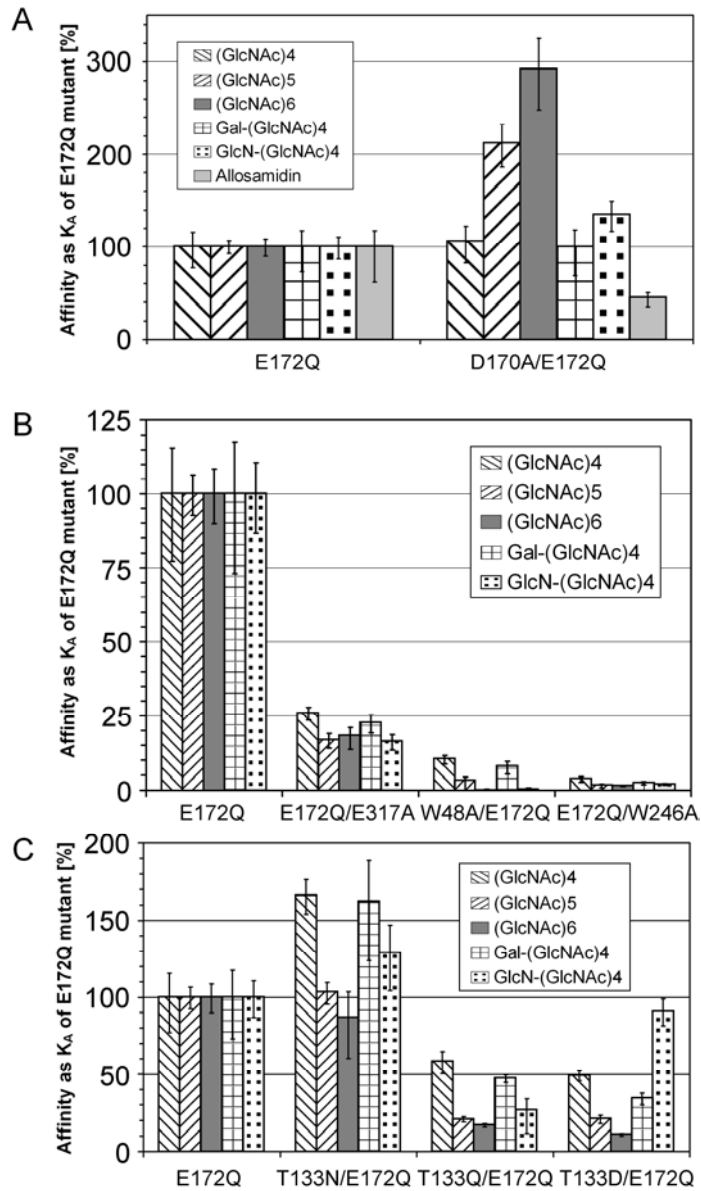 A
Affinity as KA of E172Q mutant [%]
300
200
100
0
(GlcNAc)4
(GlcNAc)5
(GlcNAc)6
Gal-(GlcNAc)4
GlcN-(GlcNAc)4
Allosamidin
E172Q
D170A/E172Q
B
Affinity as KA of E172Q mutant [%]
125
100
75
50
25
0
(GlcNAc)4
(GlcNAc)5
(GlcNAc)6
Gal-(GlcNAc)4
GlcN-(GlcNAc)4
E172Q E172Q/E317A W48A/E172Q E172Q/W246A
C
Affinity as KA of E172Q mutant [%]
200
150
100
50
0
(GlcNAc)4
(GlcNAc)5
(GlcNAc)6
Gal-(GlcNAc)4
GlcN-(GlcNAc)4
E172Q T133N/E172Q T133Q/E172Q T133D/E172Q